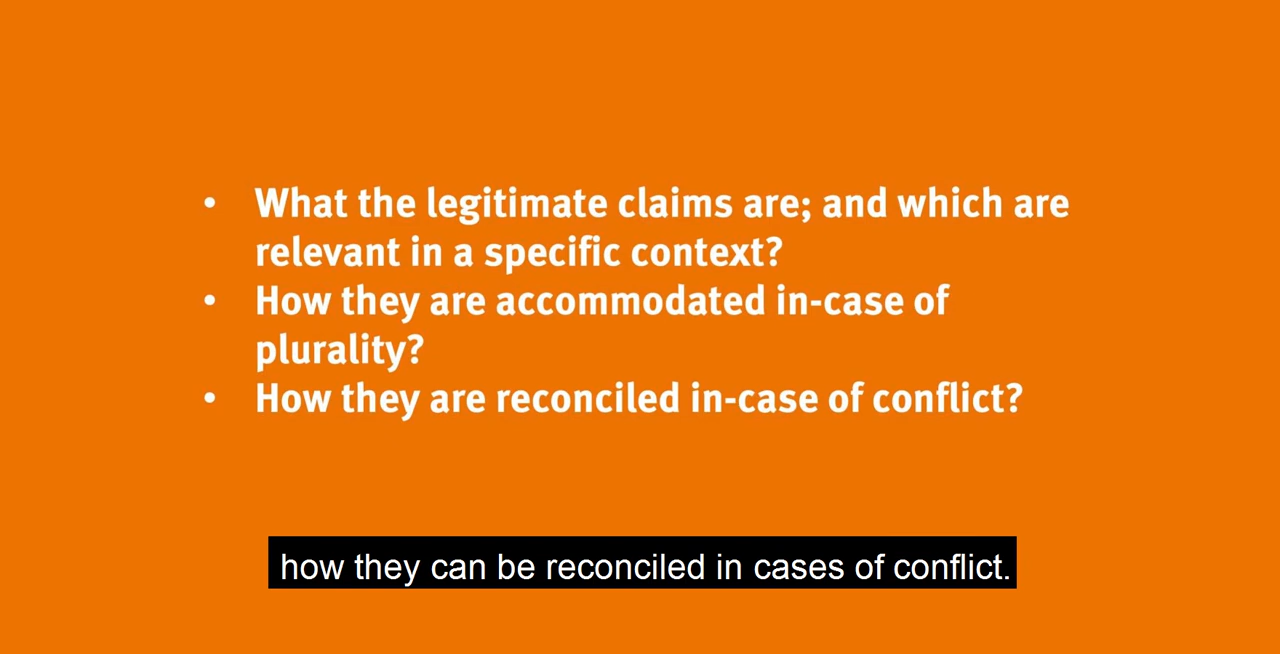 • What the legitimate claims are; and which are
relevant in a specific context?
• How they are accommodated in-case of
plurality?
• How they are reconciled in-case of conflict?
how they can be reconciled in cases of conflict.